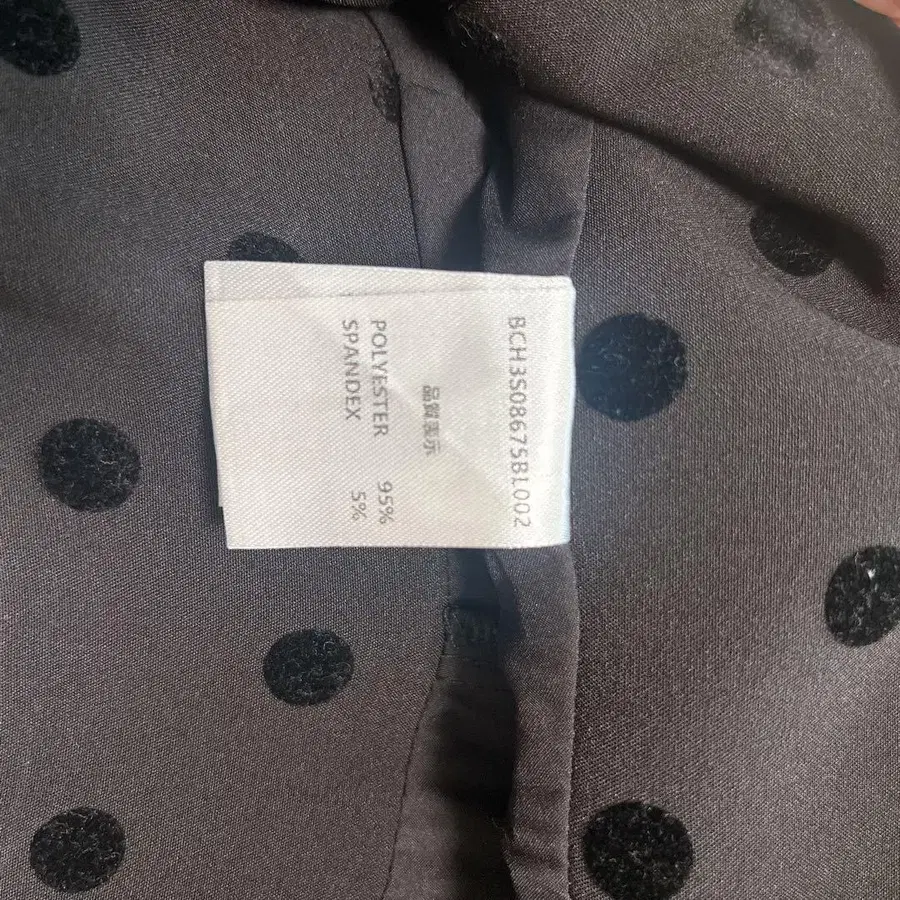 BCH3S0867SBL002
品質表示
POLYESTER 95%
SPANDEX 5%